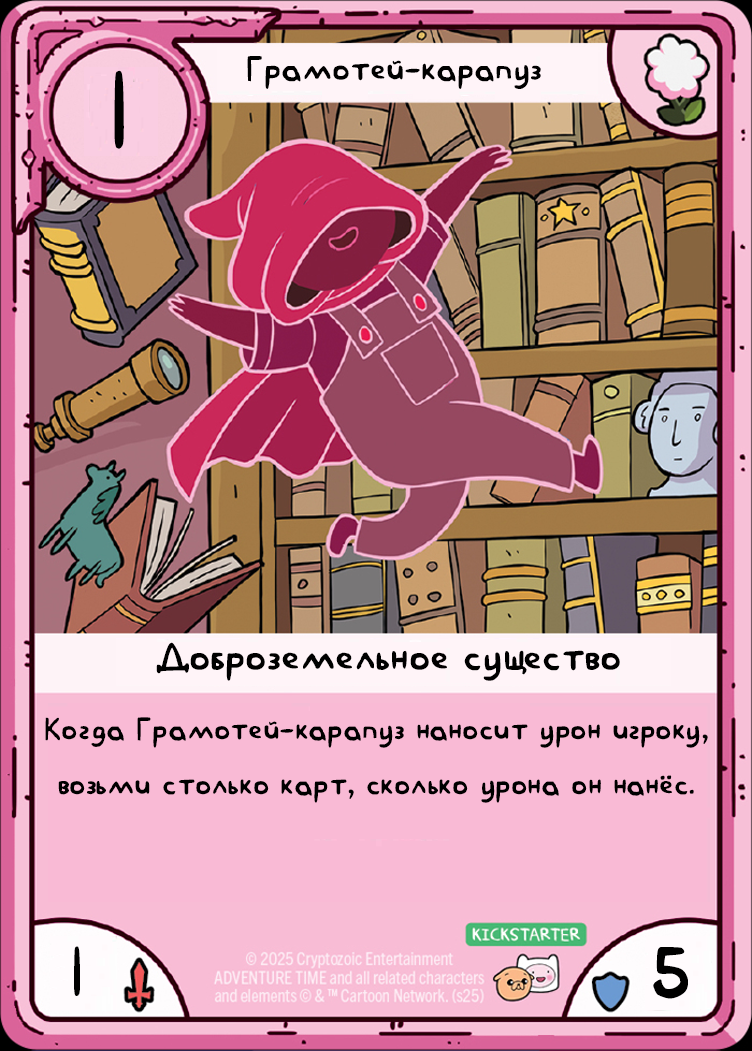 1
Грамотей-карапуз
Доброземельное существо
Когда Грамотей-карапуз наносит урон игроку,
возьми столько карт, сколько урона он нанёс.
KICKSTARTER
© 2025 Cryptozoic Entertainment
ADVENTURE TIME and all related characters
and elements © & ™ Cartoon Network. (s25)
1
5